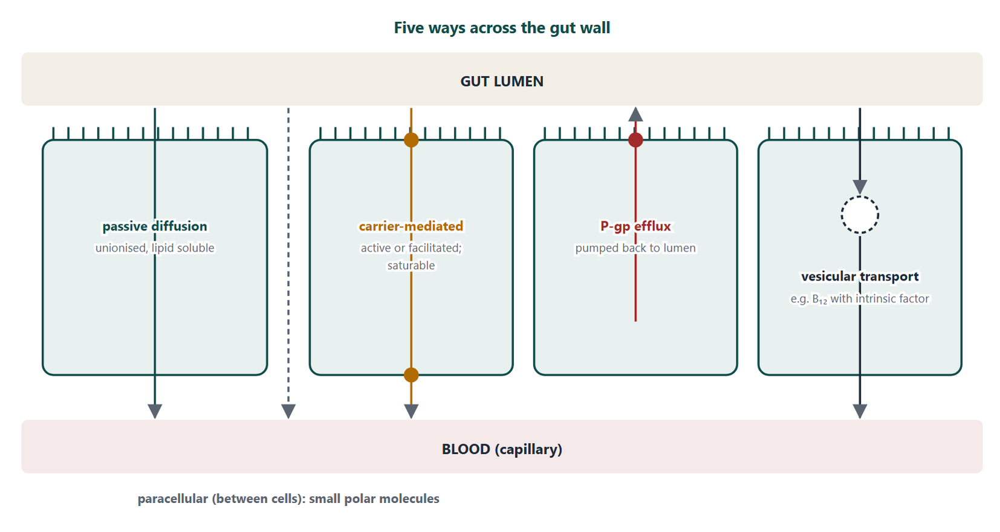 Five ways across the gut wall
GUT LUMEN
passive diffusion
unionised, lipid soluble
carrier-mediated
active or facilitated;
saturable
P-gp efflux
pumped back to lumen
vesicular transport
e.g. B₁₂ with intrinsic factor
BLOOD (capillary)
paracellular (between cells): small polar molecules